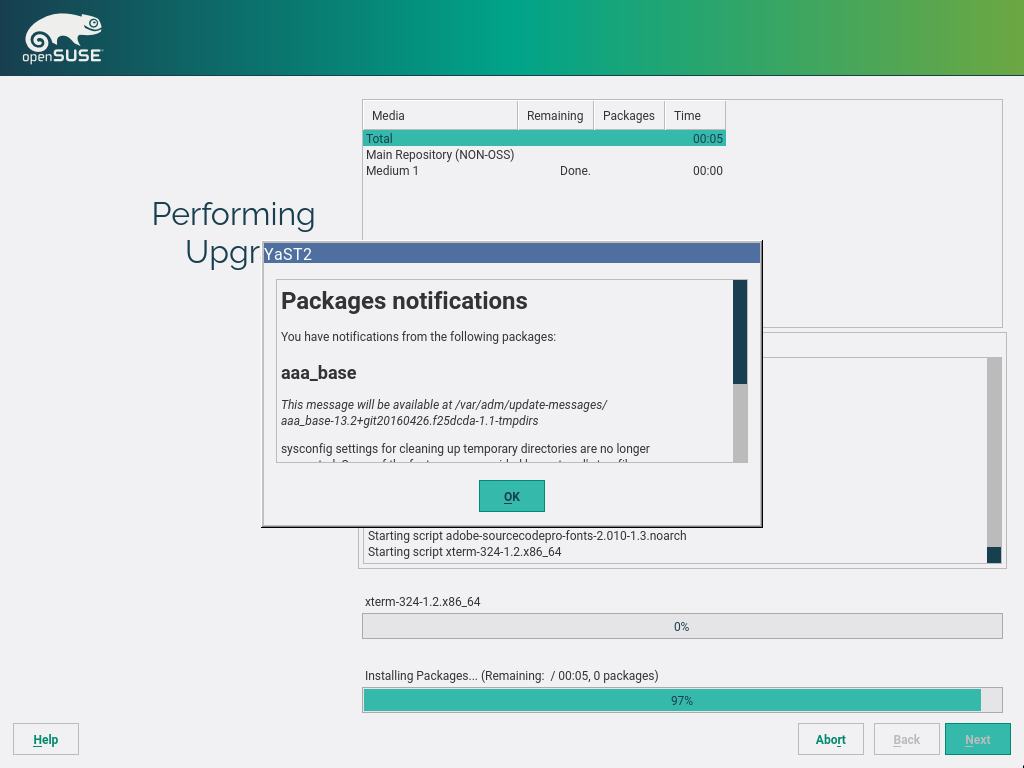 openSUSE
Media Remaining Packages Time
Total 00:05
Main Repository (NON-OSS)
Medium 1 Done. 00:00
Performing
Upgr
YaST2
Packages notifications
You have notifications from the following packages:
aaa_base
This message will be available at /var/adm/update-messages/
aaa_base-13.2+git20160426.f25dcda-1.1-tmpdirs
sysconfig settings for cleaning up temporary directories are no longer
OK
Starting script adobe-sourcecodepro-fonts-2.010-1.3.noarch
Starting script xterm-324-1.2.x86_64
xterm-324-1.2.x86_64
0%
Installing Packages... (Remaining: / 00:05, 0 packages)
97%
Help Abort Back Next